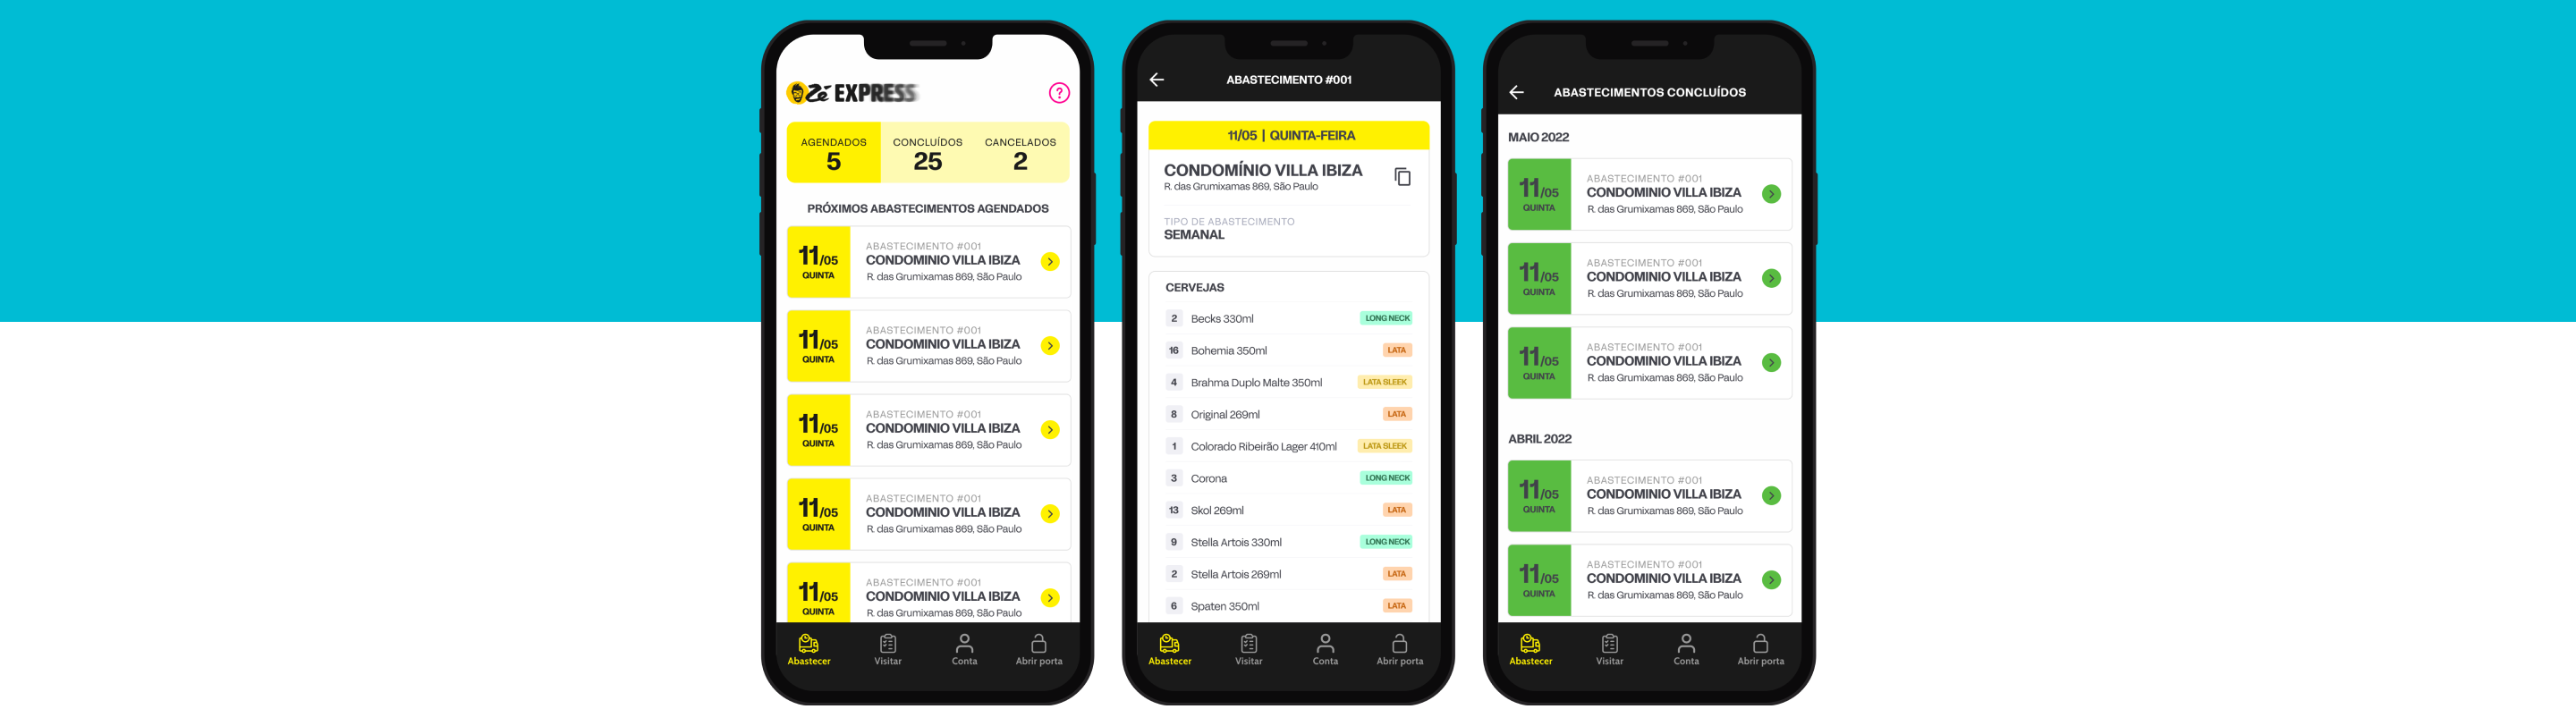 Zé EXPRESS
?
AGENDADOS CONCLUÍDOS CANCELADOS
5 25 2
PRÓXIMOS ABASTECIMENTOS AGENDADOS
ABASTECIMENTO #001
11/05 CONDOMINIO VILLA IBIZA
QUINTA R. das Grumixamas 869, São Paulo
ABASTECIMENTO #001
11/05 CONDOMINIO VILLA IBIZA
QUINTA R. das Grumixamas 869, São Paulo
ABASTECIMENTO #001
11/05 CONDOMINIO VILLA IBIZA
QUINTA R. das Grumixamas 869, São Paulo
ABASTECIMENTO #001
11/05 CONDOMINIO VILLA IBIZA
QUINTA R. das Grumixamas 869, São Paulo
ABASTECIMENTO #001
11/05 CONDOMINIO VILLA IBIZA
QUINTA R. das Grumixamas 869, São Paulo
Abastecer Visitar Conta Abrir porta
ABASTECIMENTO #001
11/05 | QUINTA-FEIRA
CONDOMÍNIO VILLA IBIZA
R. das Grumixamas 869, São Paulo
TIPO DE ABASTECIMENTO
SEMANAL
CERVEJAS
2 Becks 330ml LONG NECK
16 Bohemia 350ml LATA
4 Brahma Duplo Malte 350ml LATA SLEEK
8 Original 269ml LATA
1 Colorado Ribeirão Lager 410ml LATA SLEEK
3 Corona LONG NECK
13 Skol 269ml LATA
9 Stella Artois 330ml LONG NECK
2 Stella Artois 269ml LATA
6 Spaten 350ml LATA
Abastecer Visitar Conta Abrir porta
ABASTECIMENTOS CONCLUÍDOS
MAIO 2022
ABASTECIMENTO #001
11/05 CONDOMINIO VILLA IBIZA
QUINTA R. das Grumixamas 869, São Paulo
ABASTECIMENTO #001
11/05 CONDOMINIO VILLA IBIZA
QUINTA R. das Grumixamas 869, São Paulo
ABASTECIMENTO #001
11/05 CONDOMINIO VILLA IBIZA
QUINTA R. das Grumixamas 869, São Paulo
ABRIL 2022
ABASTECIMENTO #001
11/05 CONDOMINIO VILLA IBIZA
QUINTA R. das Grumixamas 869, São Paulo
ABASTECIMENTO #001
11/05 CONDOMINIO VILLA IBIZA
QUINTA R. das Grumixamas 869, São Paulo
Abastecer Visitar Conta Abrir porta